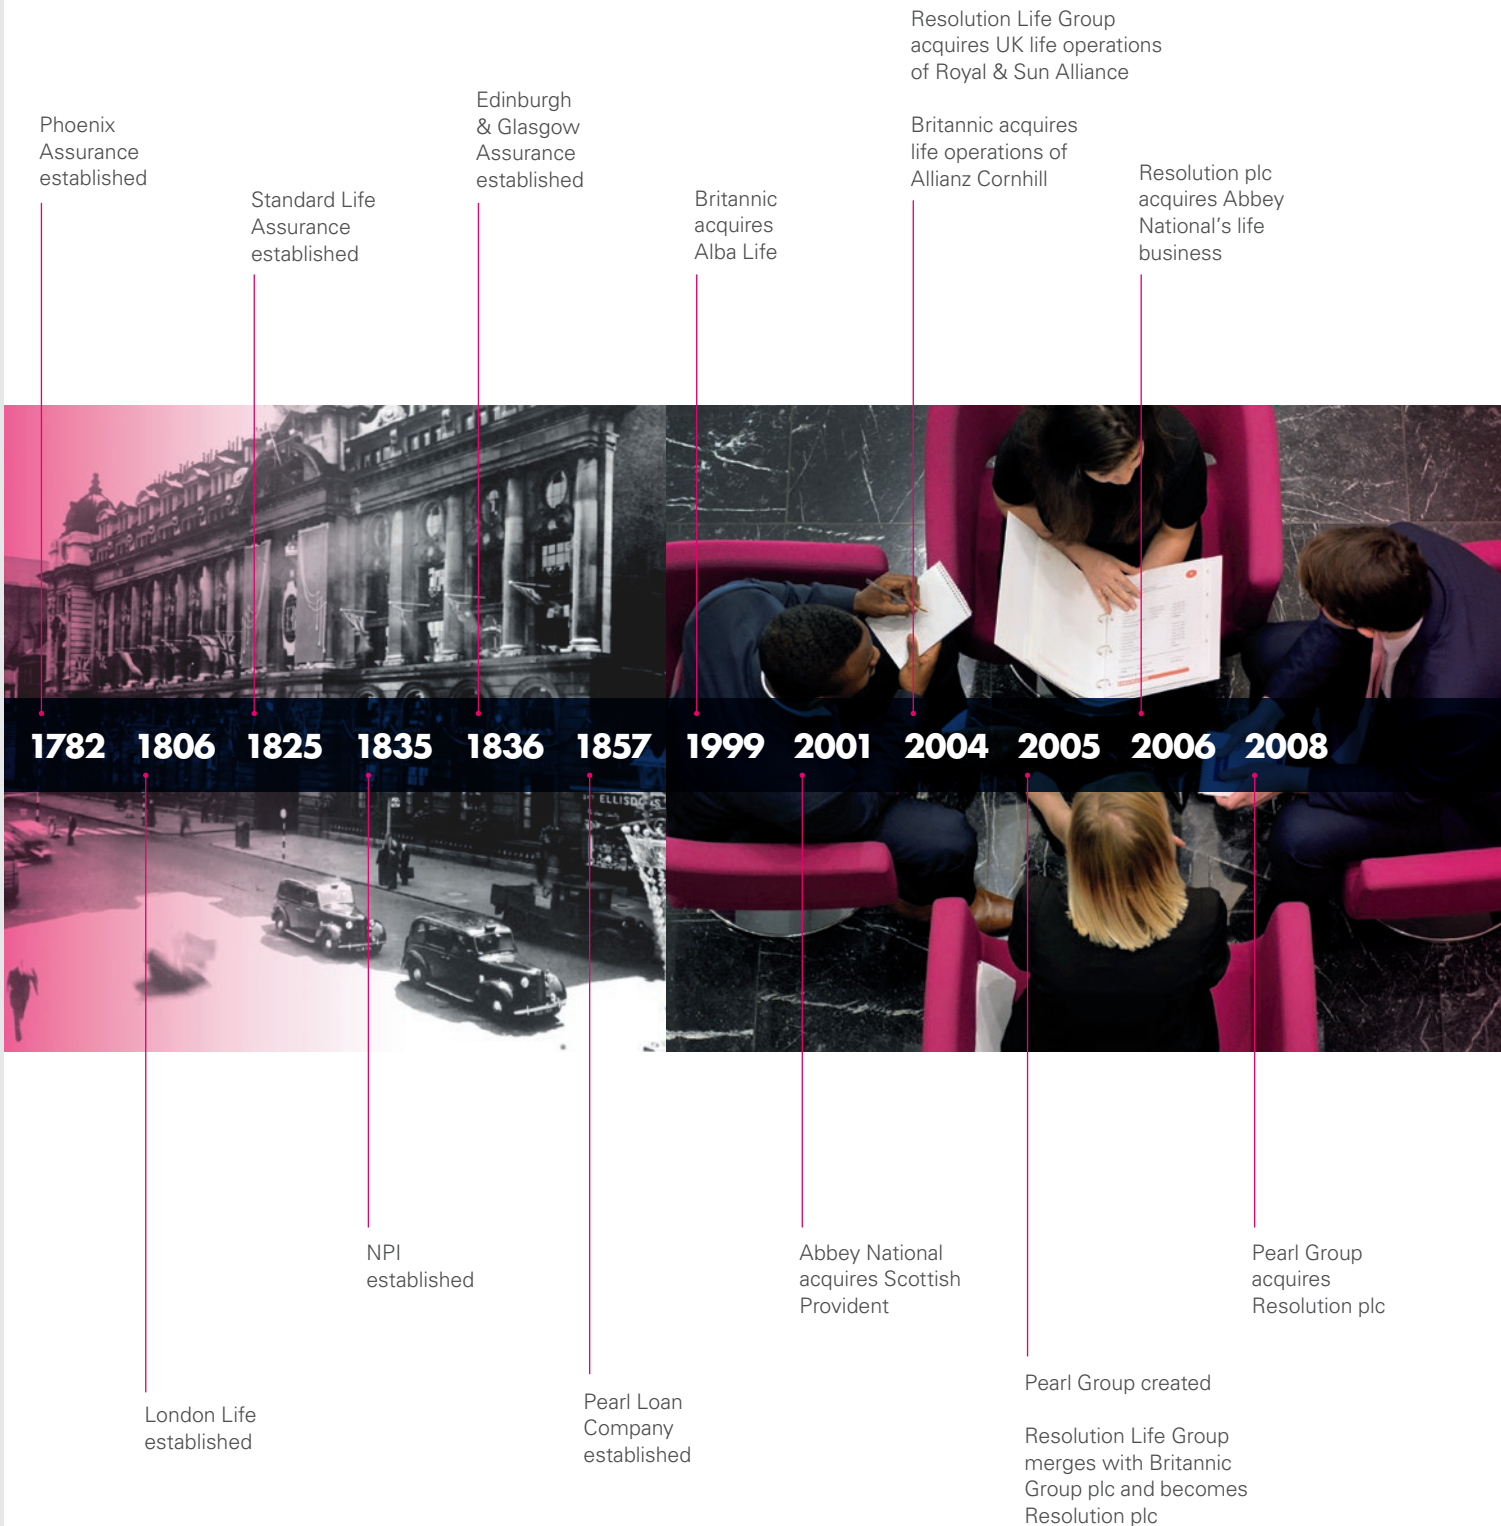 Phoenix
Assurance
established
Standard Life
Assurance
established
Edinburgh
& Glasgow
Assurance
established
Britannic
acquires
Alba Life
Resolution Life Group
acquires UK life operations
of Royal & Sun Alliance
Britannic acquires
life operations of
Allianz Cornhill
Resolution plc
acquires Abbey
National’s life
business
1782 1806 1825 1835 1836 1857 1999 2001 2004 2005 2006 2008
ELLISDONS
London Life
established
NPI
established
Pearl Loan
Company
established
Abbey National
acquires Scottish
Provident
Pearl Group created
Resolution Life Group
merges with Britannic
Group plc and becomes
Resolution plc
Pearl Group
acquires
Resolution plc